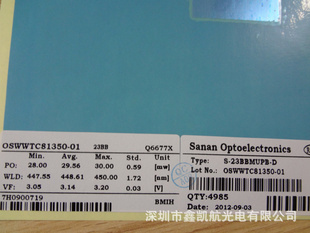 OSWWTC81350-01 23BB Q6677X
Min. Avg. Max. Std. Unit
PO: 28.00 29.56 30.00 0.59 [mw]
WLD: 447.55 448.61 450.00 1.72 [nm]
VF: 3.05 3.14 3.20 0.03 [V]
7H0900719 BMIH
Sanan Optoelectronics
Type: S-23BBMUPB-D
Lot No.: OSWWTC81350-01
QTY:4985
Date: 2012-09-03
深圳市鑫凯航光电有限公司